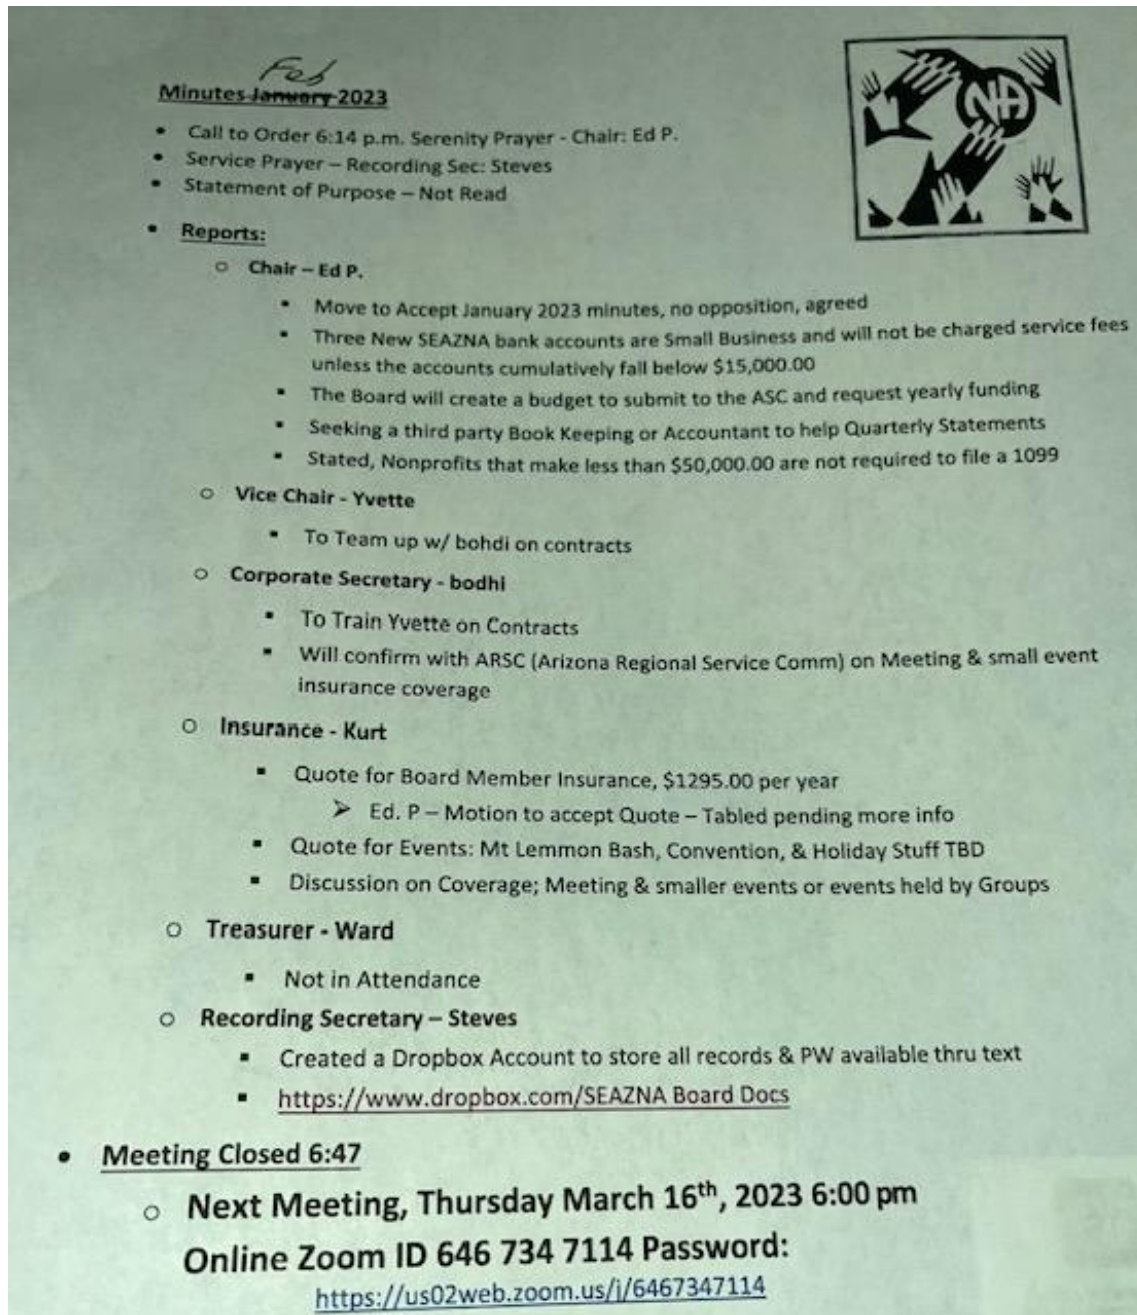 Feb
Minutes January 2023
NA
• Call to Order 6:14 p.m. Serenity Prayer - Chair: Ed P.
• Service Prayer – Recording Sec: Steves
• Statement of Purpose – Not Read
• Reports:
○ Chair – Ed P.
▪ Move to Accept January 2023 minutes, no opposition, agreed
▪ Three New SEAZNA bank accounts are Small Business and will not be charged service fees
unless the accounts cumulatively fall below $15,000.00
▪ The Board will create a budget to submit to the ASC and request yearly funding
▪ Seeking a third party Book Keeping or Accountant to help Quarterly Statements
▪ Stated, Nonprofits that make less than $50,000.00 are not required to file a 1099
○ Vice Chair - Yvette
▪ To Team up w/ bohdi on contracts
○ Corporate Secretary - bodhi
▪ To Train Yvette on Contracts
▪ Will confirm with ARSC (Arizona Regional Service Comm) on Meeting & small event
insurance coverage
○ Insurance - Kurt
▪ Quote for Board Member Insurance, $1295.00 per year
➢ Ed. P – Motion to accept Quote – Tabled pending more info
▪ Quote for Events: Mt Lemmon Bash, Convention, & Holiday Stuff TBD
▪ Discussion on Coverage; Meeting & smaller events or events held by Groups
○ Treasurer - Ward
▪ Not in Attendance
○ Recording Secretary – Steves
▪ Created a Dropbox Account to store all records & PW available thru text
▪ https://www.dropbox.com/SEAZNA Board Docs
• Meeting Closed 6:47
○ Next Meeting, Thursday March 16th, 2023 6:00 pm
Online Zoom ID 646 734 7114 Password:
https://us02web.zoom.us/j/6467347114